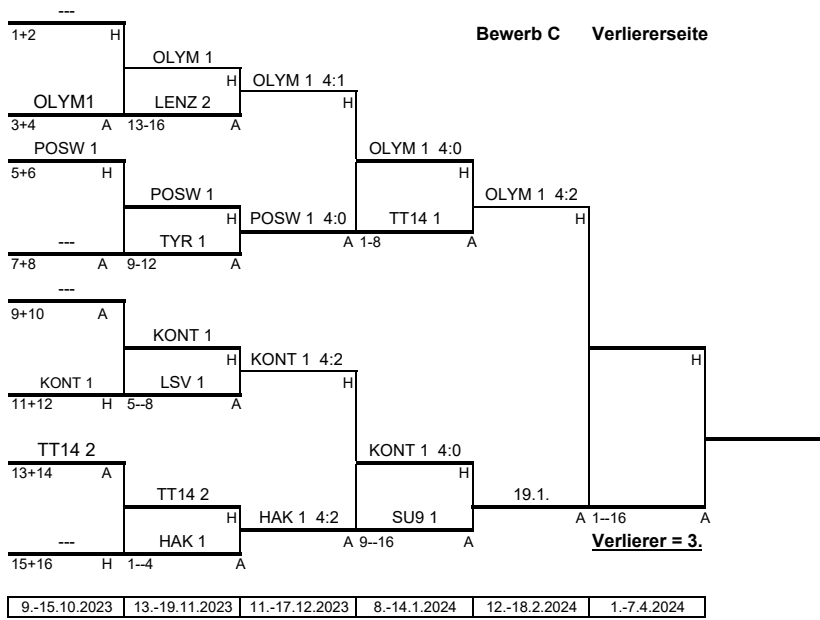 ---
Bewerb C Verliererseite
1+2 H
OLYM 1
H OLYM 1 4:1
OLYM1 LENZ 2 H
3+4 A 13-16 A
POSW 1 OLYM 1 4:0
5+6 H H
POSW 1 OLYM 1 4:2
H POSW 1 4:0 TT14 1 H
--- TYR 1 A 1-8 A
7+8 A 9-12 A
---
9+10 A
KONT 1
H KONT 1 4:2 H
KONT 1 LSV 1 H
11+12 H 5--8 A
TT14 2 KONT 1 4:0
13+14 A H
TT14 2 19.1.
H HAK 1 4:2 SU9 1 A 1--16 A
--- HAK 1 A 9--16 A Verlierer = 3.
15+16 H 1--4 A
9.-15.10.2023 13.-19.11.2023 11.-17.12.2023 8.-14.1.2024 12.-18.2.2024 1.-7.4.2024